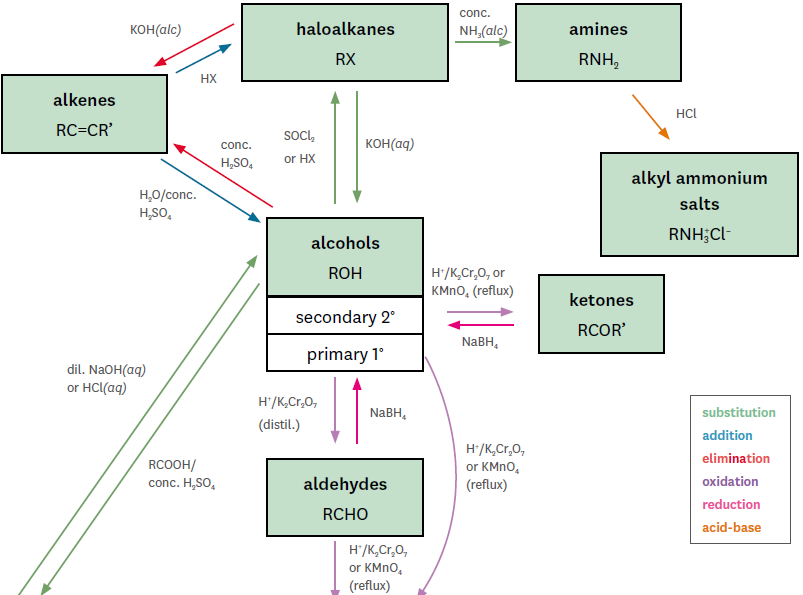 haloalkanes
RX
conc.
NH₃(alc)
amines
RNH₂
KOH(alc)
HX
alkenes
RC=CR’
HCl
SOCl₂
or HX
KOH(aq)
conc.
H₂SO₄
H₂O/conc.
H₂SO₄
alkyl ammonium
salts
RNH₃⁺Cl⁻
alcohols
ROH
secondary 2°
primary 1°
H⁺/K₂Cr₂O₇ or
KMnO₄ (reflux)
NaBH₄
ketones
RCOR’
dil. NaOH(aq)
or HCl(aq)
H⁺/K₂Cr₂O₇
(distil.)
NaBH₄
RCOOH/
conc. H₂SO₄
H⁺/K₂Cr₂O₇
or KMnO₄
(reflux)
aldehydes
RCHO
H⁺/K₂Cr₂O₇
or KMnO₄
(reflux)
substitution
addition
elimination
oxidation
reduction
acid-base